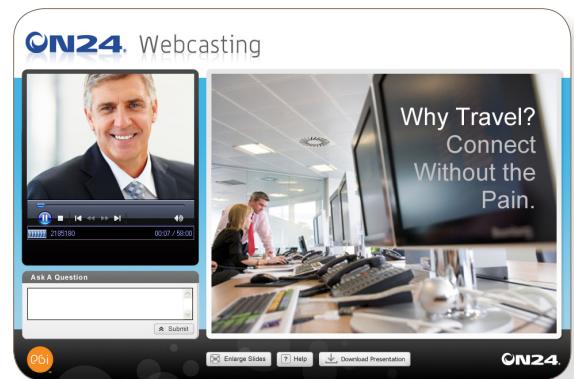 ON24. Webcasting
Why Travel?
Connect
Without the
Pain.
2185180 00:07 / 58:00
Ask A Question
Submit
PGi
Enlarge Slides
? Help
Download Presentation
ON24.